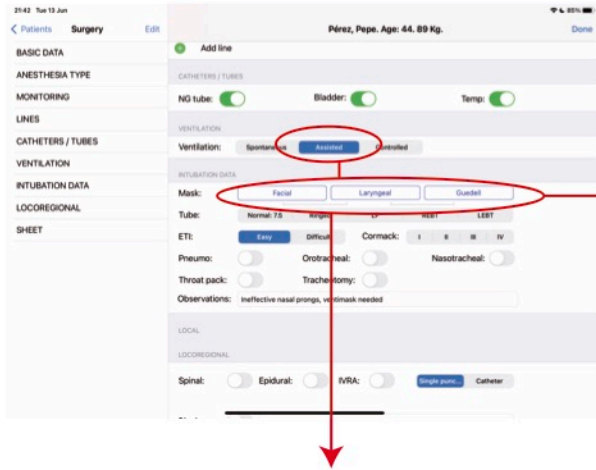 21:42 Tue 13 Jun 85%
Patients Surgery Edit Pérez, Pepe. Age: 44. 89 Kg. Done
BASIC DATA
ANESTHESIA TYPE
MONITORING
LINES
CATHETERS / TUBES
VENTILATION
INTUBATION DATA
LOCOREGIONAL
SHEET
Add line
CATHETERS / TUBES
NG tube: Bladder: Temp:
VENTILATION
Ventilation: Spontaneous Assisted Controlled
INTUBATION DATA
Mask: Facial Laryngeal Guedell
Tube: Normal: 7.5 REBT LEBT
ETI: Easy Difficult Cormack: I II III IV
Pneumo: Orotracheal: Nasotracheal:
Throat pack: Tracheotomy:
Observations: Ineffective nasal prongs, ventimask needed
LOCAL
LOCOREGIONAL
Spinal: Epidural: IVRA: Single punc... Catheter